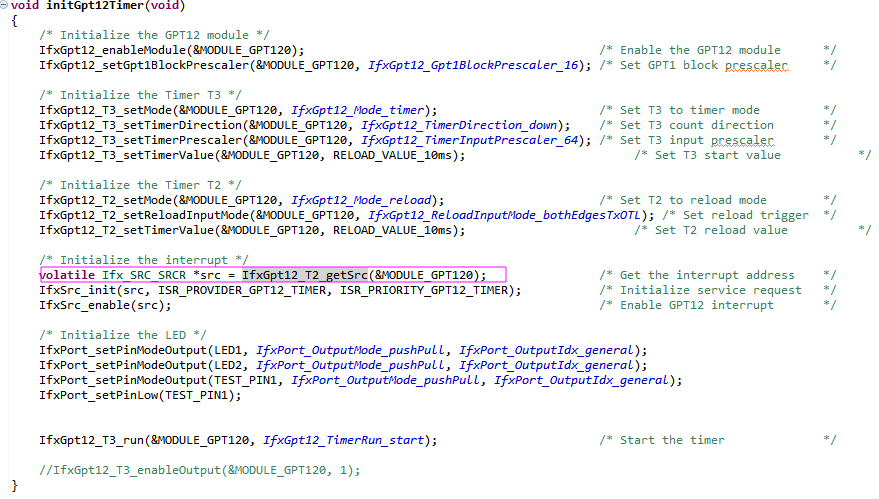 void initGpt12Timer(void)
{
/* Initialize the GPT12 module */
IfxGpt12_enableModule(&MODULE_GPT120); /* Enable the GPT12 module */
IfxGpt12_setGpt1BlockPrescaler(&MODULE_GPT120, IfxGpt12_Gpt1BlockPrescaler_16); /* Set GPT1 block prescaler */
/* Initialize the Timer T3 */
IfxGpt12_T3_setMode(&MODULE_GPT120, IfxGpt12_Mode_timer); /* Set T3 to timer mode */
IfxGpt12_T3_setTimerDirection(&MODULE_GPT120, IfxGpt12_TimerDirection_down); /* Set T3 count direction */
IfxGpt12_T3_setTimerPrescaler(&MODULE_GPT120, IfxGpt12_TimerInputPrescaler_64); /* Set T3 input prescaler */
IfxGpt12_T3_setTimerValue(&MODULE_GPT120, RELOAD_VALUE_10ms); /* Set T3 start value */
/* Initialize the Timer T2 */
IfxGpt12_T2_setMode(&MODULE_GPT120, IfxGpt12_Mode_reload); /* Set T2 to reload mode */
IfxGpt12_T2_setReloadInputMode(&MODULE_GPT120, IfxGpt12_ReloadInputMode_bothEdgesTxOTL); /* Set reload trigger */
IfxGpt12_T2_setTimerValue(&MODULE_GPT120, RELOAD_VALUE_10ms); /* Set T2 reload value */
/* Initialize the interrupt */
volatile Ifx_SRC_SRCR *src = IfxGpt12_T2_getSrc(&MODULE_GPT120); /* Get the interrupt address */
IfxSrc_init(src, ISR_PROVIDER_GPT12_TIMER, ISR_PRIORITY_GPT12_TIMER); /* Initialize service request */
IfxSrc_enable(src); /* Enable GPT12 interrupt */
/* Initialize the LED */
IfxPort_setPinModeOutput(LED1, IfxPort_OutputMode_pushPull, IfxPort_OutputIdx_general);
IfxPort_setPinModeOutput(LED2, IfxPort_OutputMode_pushPull, IfxPort_OutputIdx_general);
IfxPort_setPinModeOutput(TEST_PIN1, IfxPort_OutputMode_pushPull, IfxPort_OutputIdx_general);
IfxPort_setPinLow(TEST_PIN1);
IfxGpt12_T3_run(&MODULE_GPT120, IfxGpt12_TimerRun_start); /* Start the timer */
//IfxGpt12_T3_enableOutput(&MODULE_GPT120, 1);
}